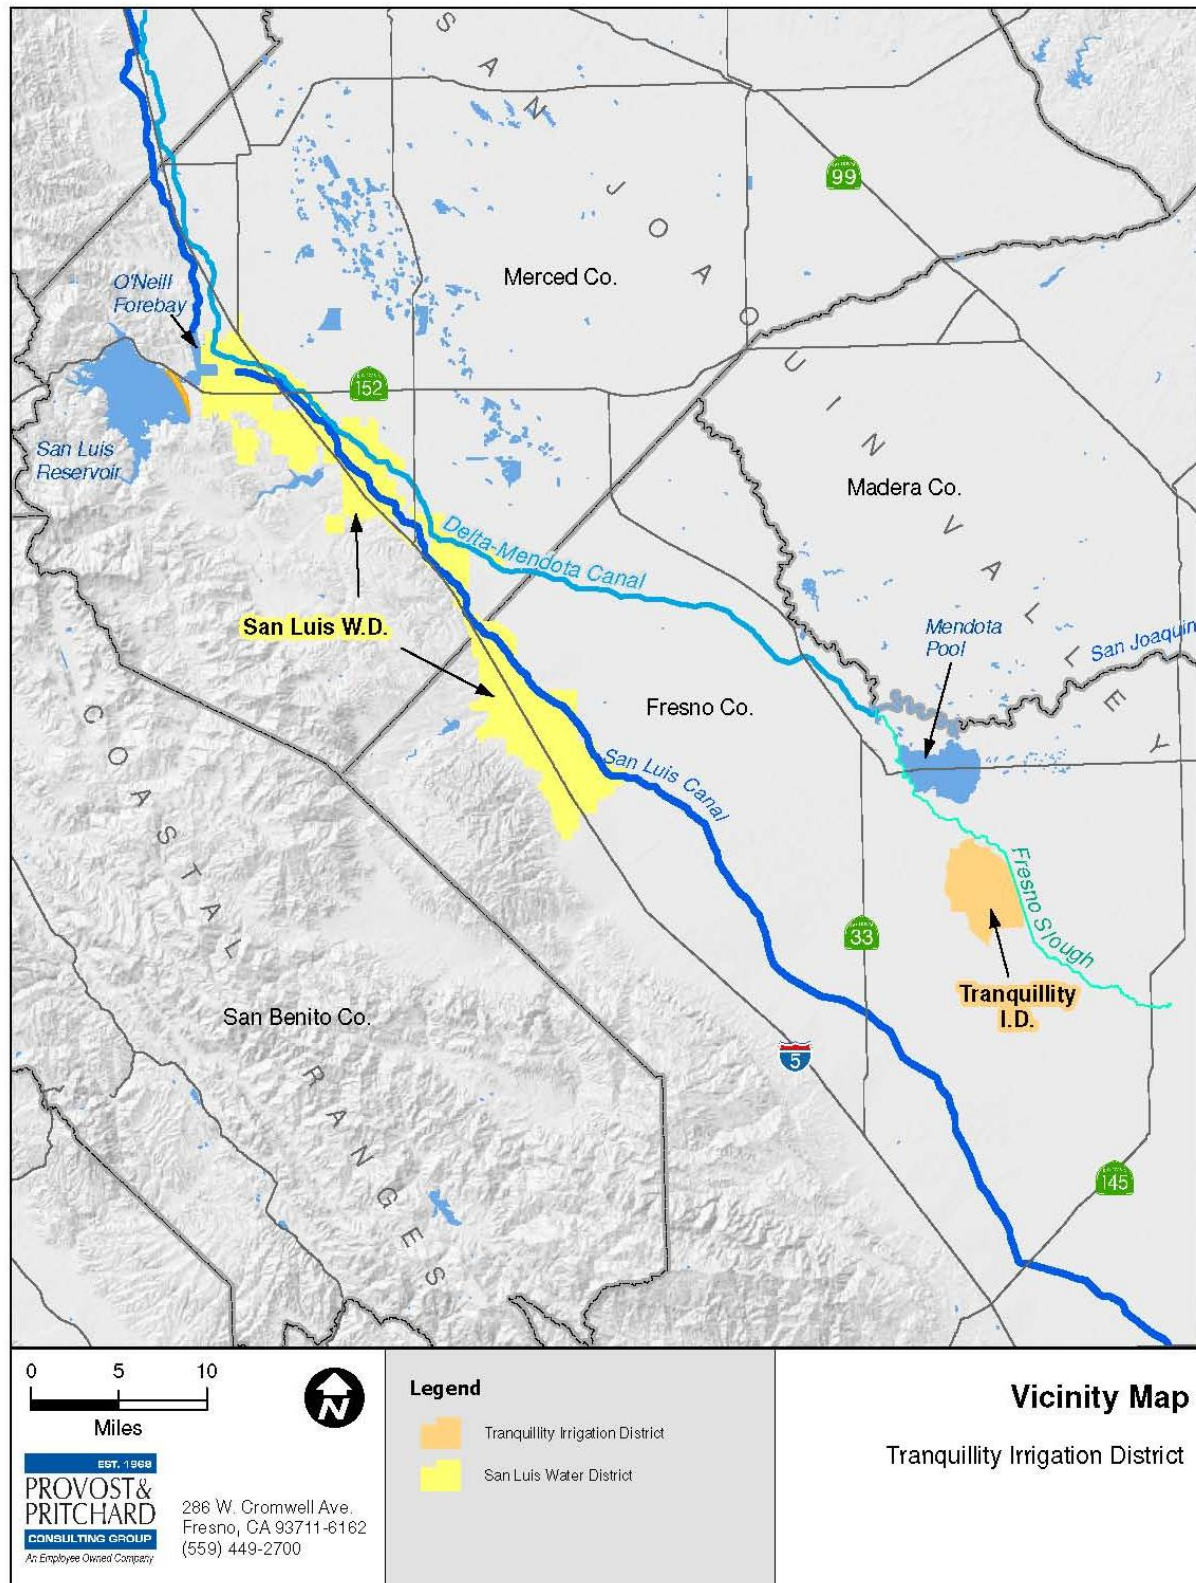 SAN JOAQUIN VALLEY
99
O'Neill
Forebay
Merced Co.
152
San Luis
Reservoir
Madera Co.
Delta-Mendota Canal
San Luis W.D.
Mendota
Pool
San Joaquin
Fresno Co.
San Luis Canal
COASTAL RANGES
Fresno Slough
33
Tranquillity
I.D.
San Benito Co.
5
145
0 5 10
Miles
N
EST. 1968
PROVOST&
PRITCHARD
CONSULTING GROUP
An Employee Owned Company
286 W. Cromwell Ave.
Fresno, CA 93711-6162
(559) 449-2700
Legend
Tranquillity Irrigation District
San Luis Water District
Vicinity Map
Tranquillity Irrigation District